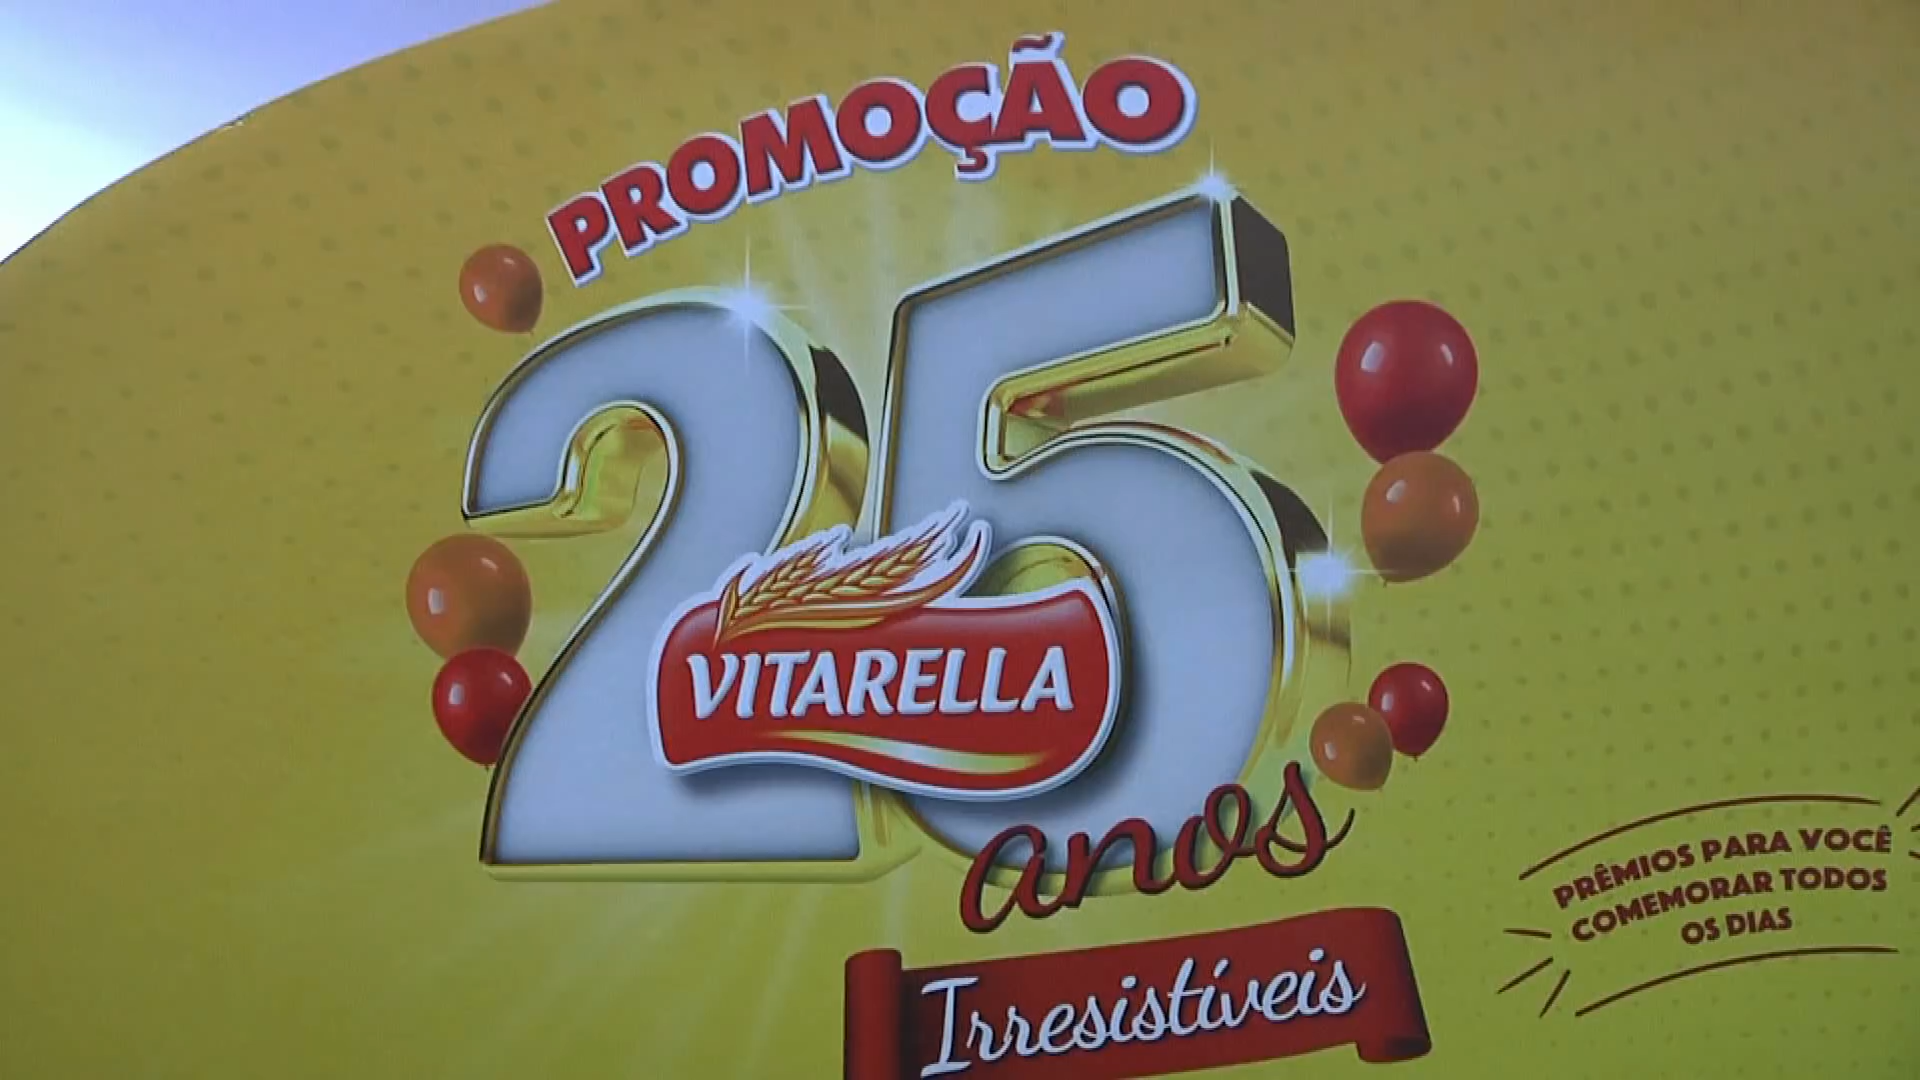 PROMOÇÃO
25
VITARELLA
anos
Irresistíveis
PRÊMIOS PARA VOCÊ
COMEMORAR TODOS
OS DIAS